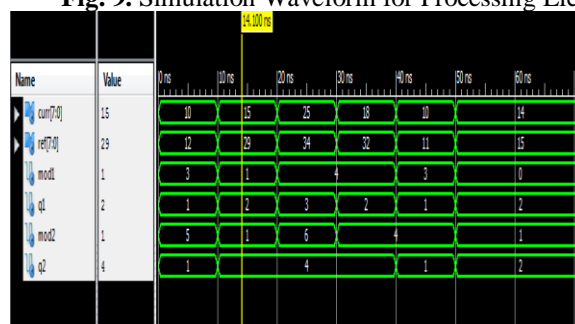 Fig. 9. Simulation Waveform for Processing Ele
14.100 ns
Name Value 0 ns 10 ns 20 ns 30 ns 40 ns 50 ns 60 ns
curr[7:0] 15 10 15 25 18 10 14
ref[7:0] 29 12 29 34 32 11 15
mod1 1 3 1 4 3 0
q1 2 1 2 3 2 1 2
mod2 1 5 1 6 4 1
q2 4 1 4 1 2